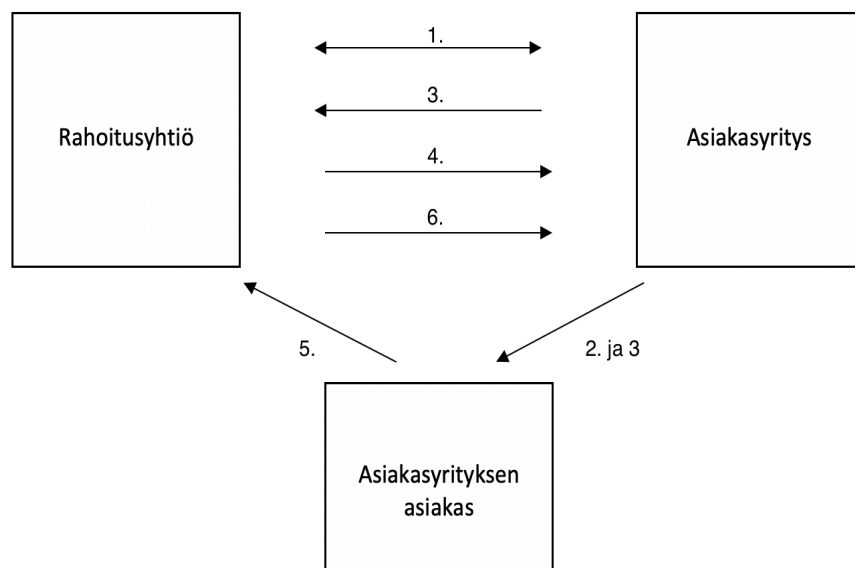 1.
3.
Rahoitusyhtiö
Asiakasyritys
4.
6.
5.
2. ja 3
Asiakasyrityksen
asiakas